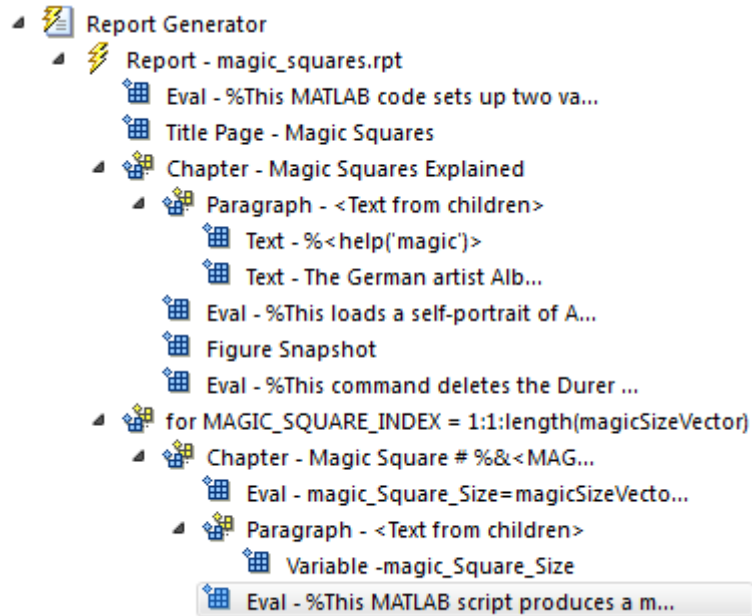 Report Generator
Report - magic_squares.rpt
Eval - %This MATLAB code sets up two va...
Title Page - Magic Squares
Chapter - Magic Squares Explained
Paragraph - <Text from children>
Text - %<help('magic')>
Text - The German artist Alb...
Eval - %This loads a self-portrait of A...
Figure Snapshot
Eval - %This command deletes the Durer ...
for MAGIC_SQUARE_INDEX = 1:1:length(magicSizeVector)
Chapter - Magic Square # %&<MAG...
Eval - magic_Square_Size=magicSizeVecto...
Paragraph - <Text from children>
Variable -magic_Square_Size
Eval - %This MATLAB script produces a m...